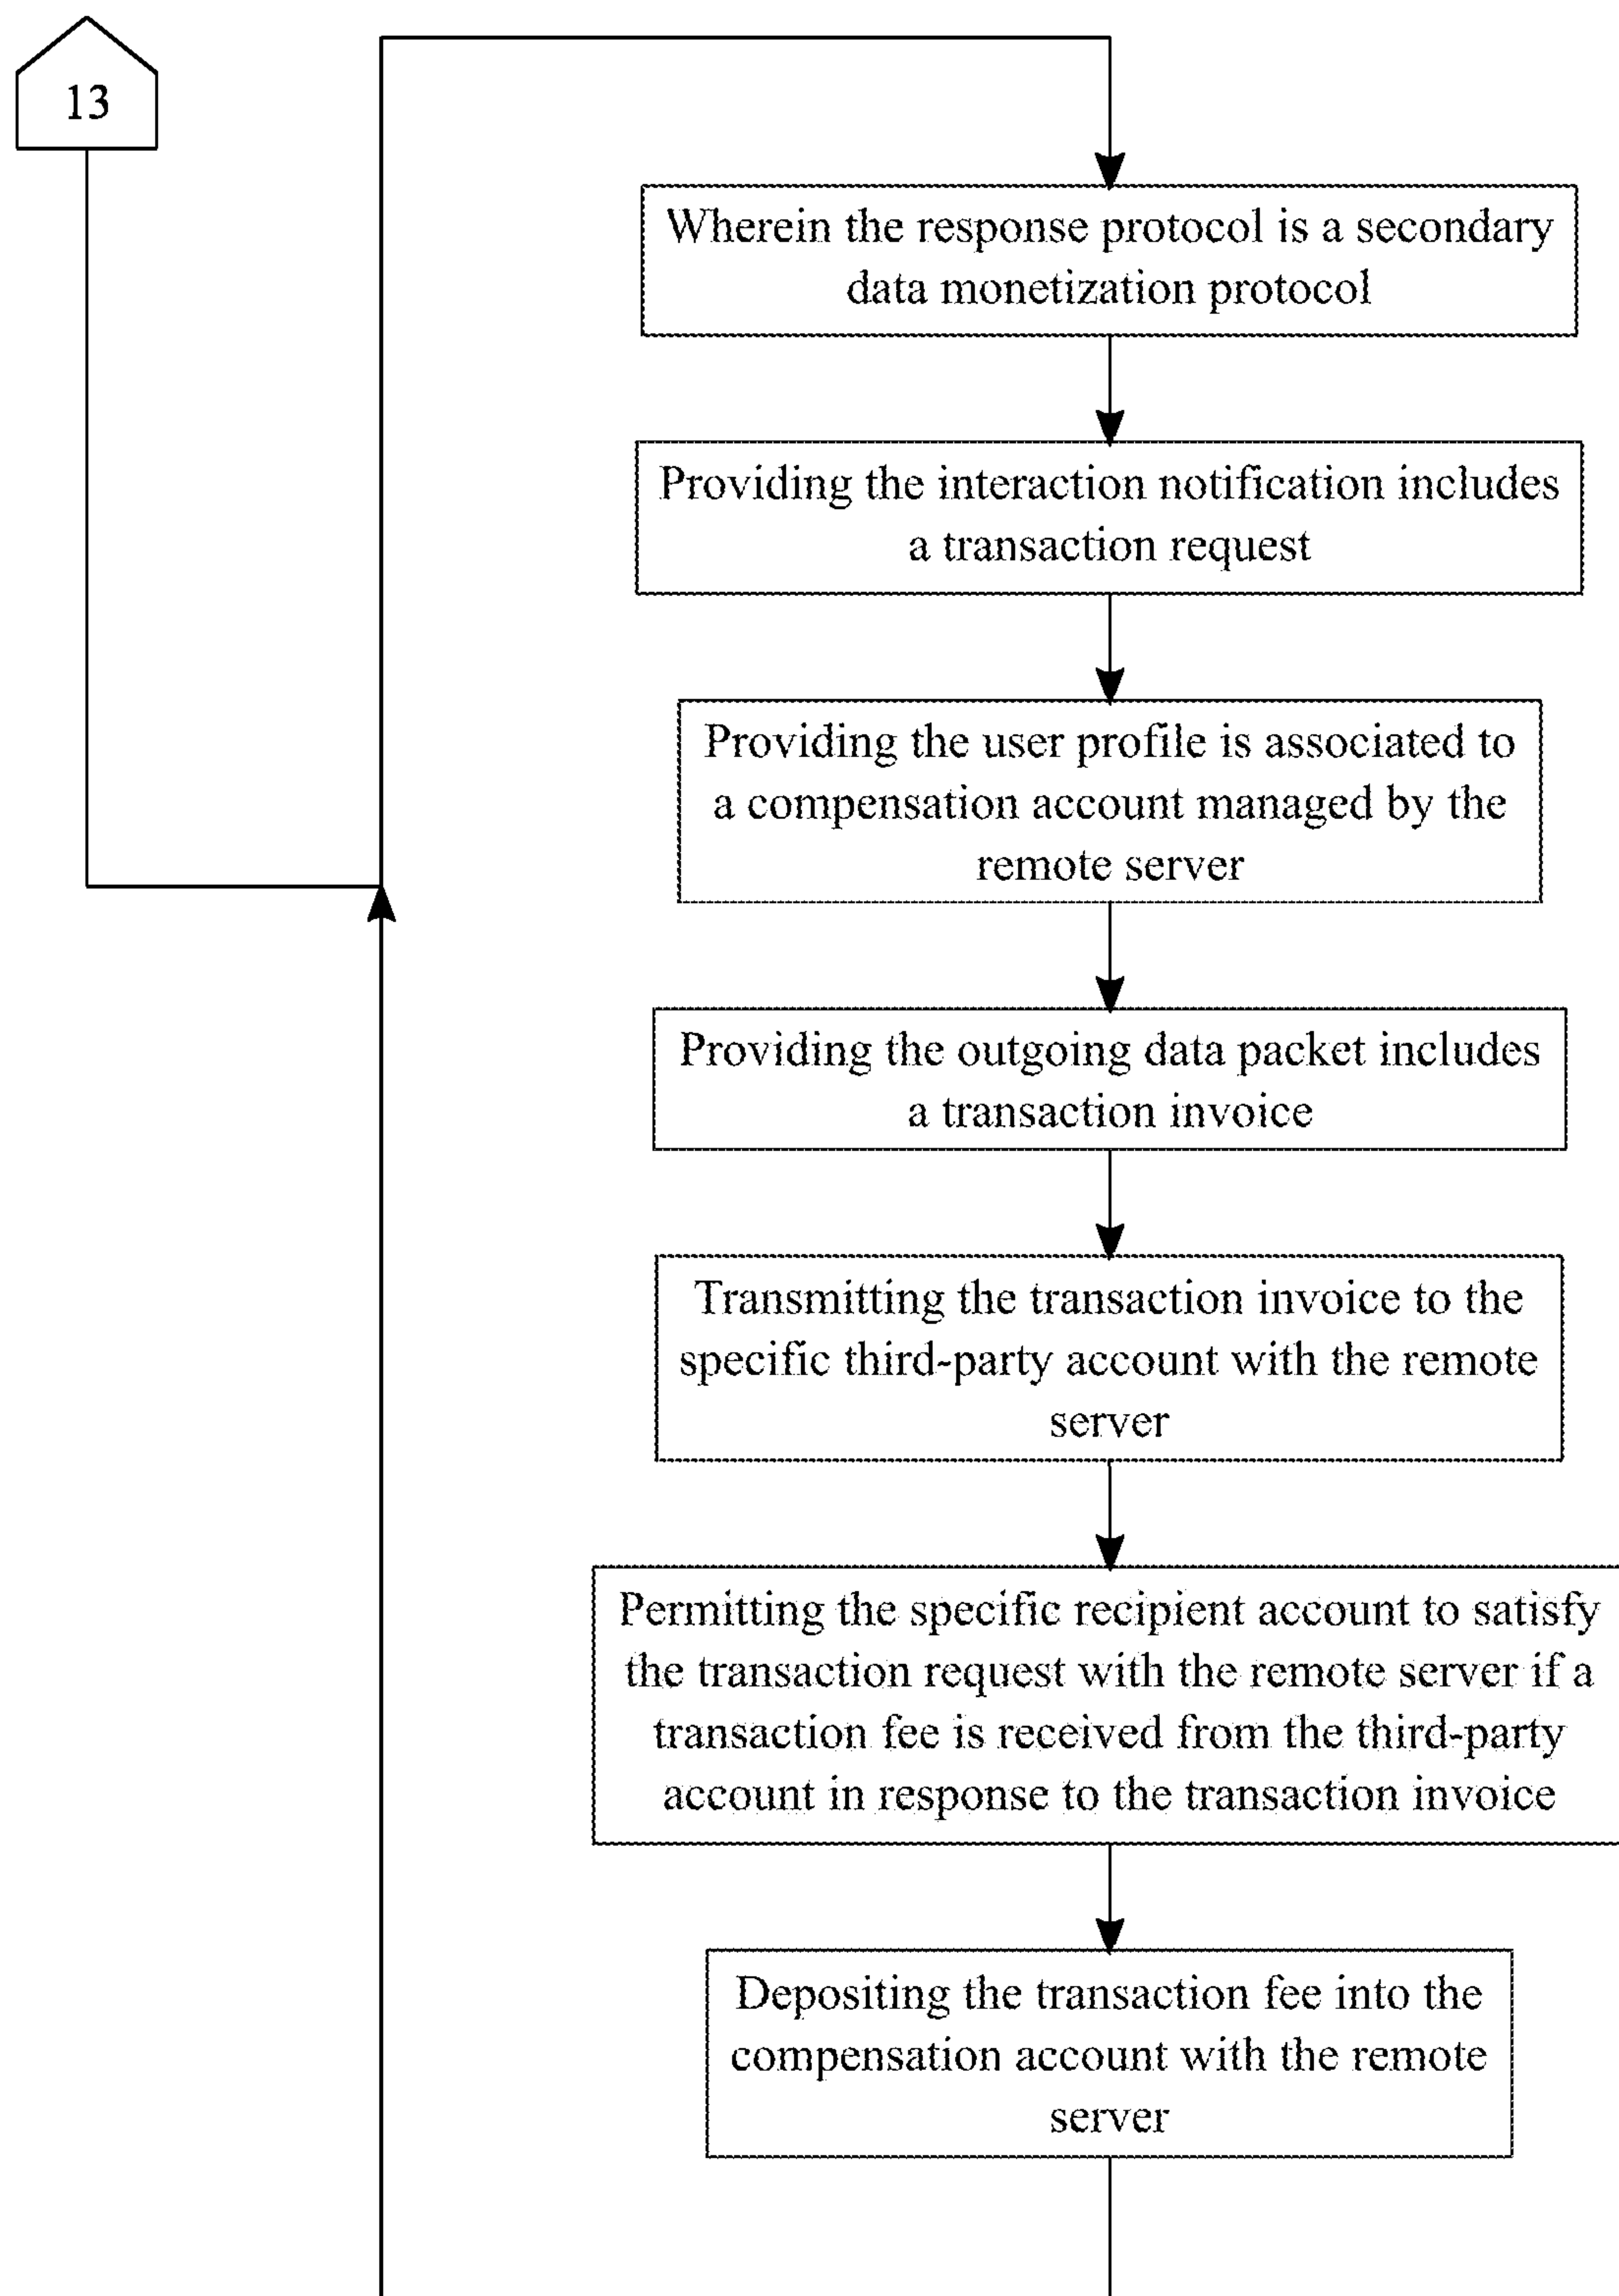 13
Wherein the response protocol is a secondary
data monetization protocol
Providing the interaction notification includes
a transaction request
Providing the user profile is associated to
a compensation account managed by the
remote server
Providing the outgoing data packet includes
a transaction invoice
Transmitting the transaction invoice to the
specific third-party account with the remote
server
Permitting the specific recipient account to satisfy
the transaction request with the remote server if a
transaction fee is received from the third-party
account in response to the transaction invoice
Depositing the transaction fee into the
compensation account with the remote
server